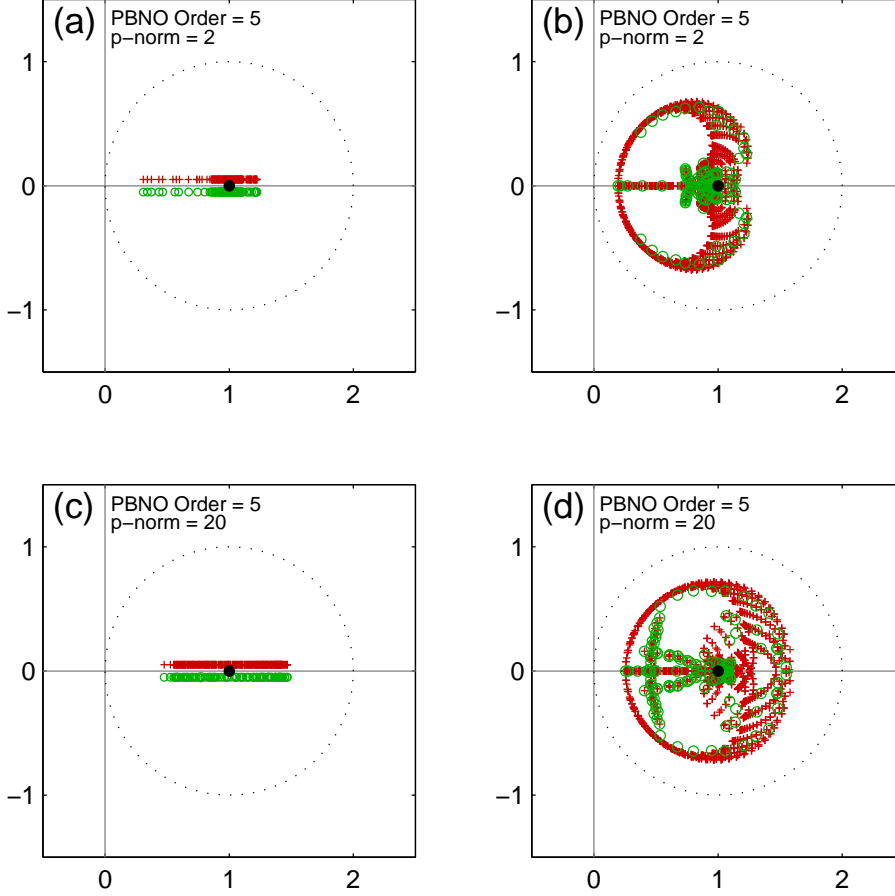 (a)
PBNO Order = 5
p−norm = 2
1
0
−1
0
1
2
(b)
PBNO Order = 5
p−norm = 2
1
0
−1
0
1
2
(c)
PBNO Order = 5
p−norm = 20
1
0
−1
0
1
2
(d)
PBNO Order = 5
p−norm = 20
1
0
−1
0
1
2